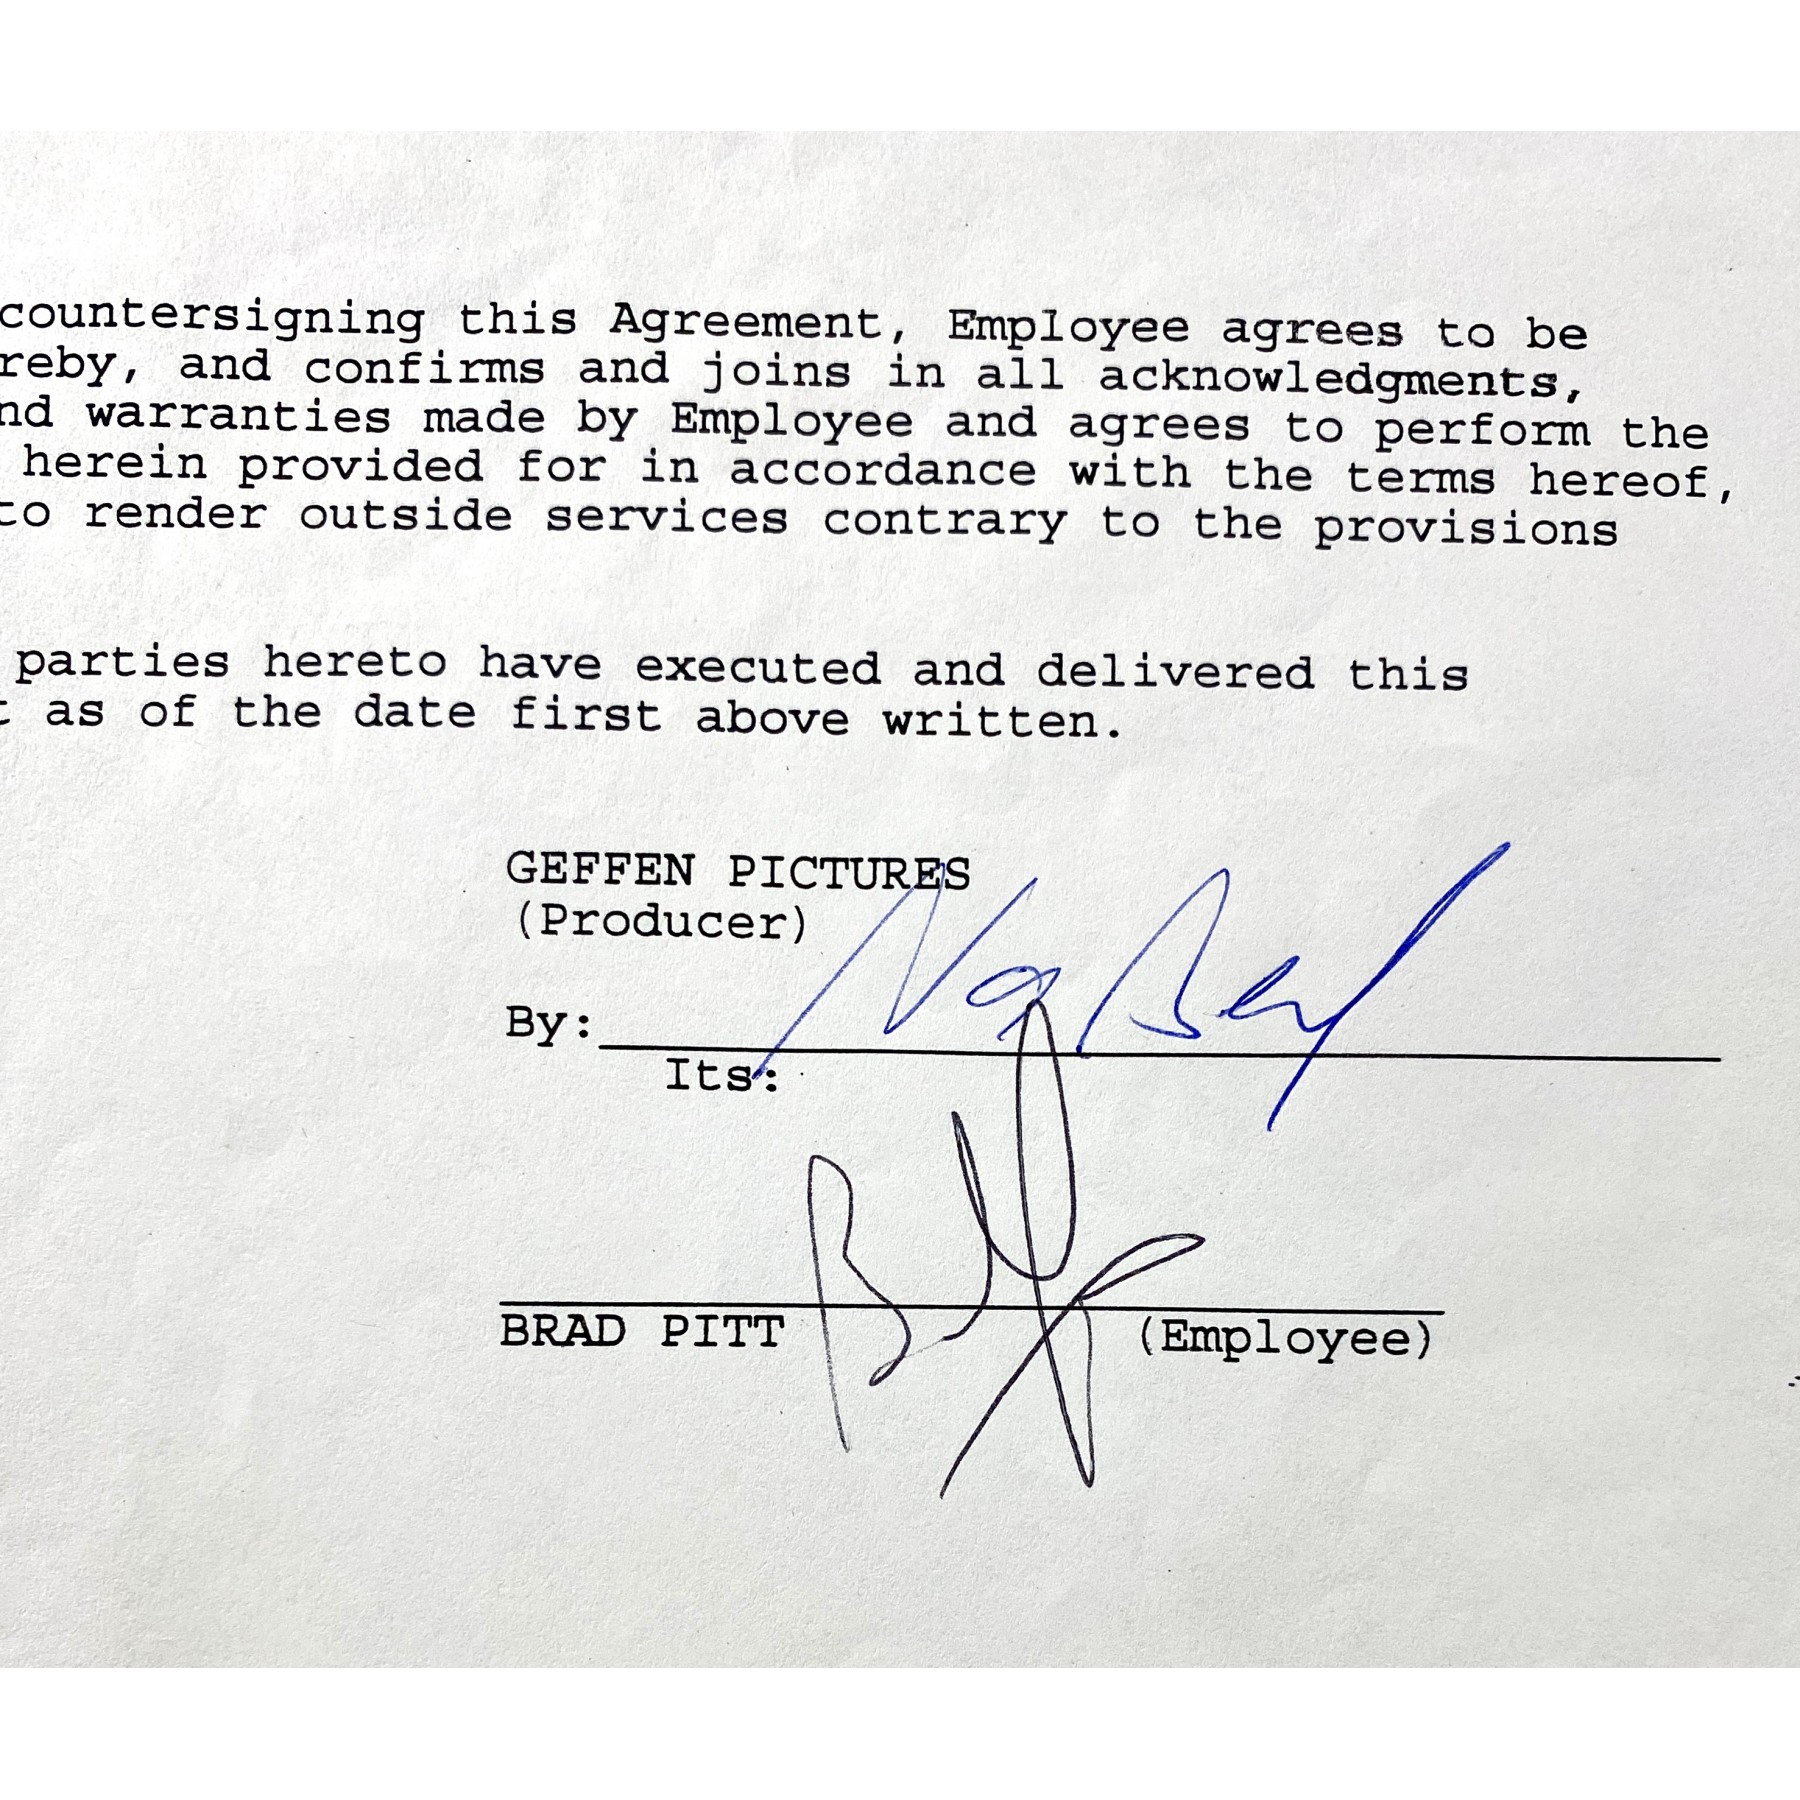 countersigning this Agreement, Employee agrees to be
reby, and confirms and joins in all acknowledgments,
nd warranties made by Employee and agrees to perform the
herein provided for in accordance with the terms hereof,
to render outside services contrary to the provisions
parties hereto have executed and delivered this
t as of the date first above written.
GEFFEN PICTURES
(Producer)
By:
Its:
BRAD PITT (Employee)